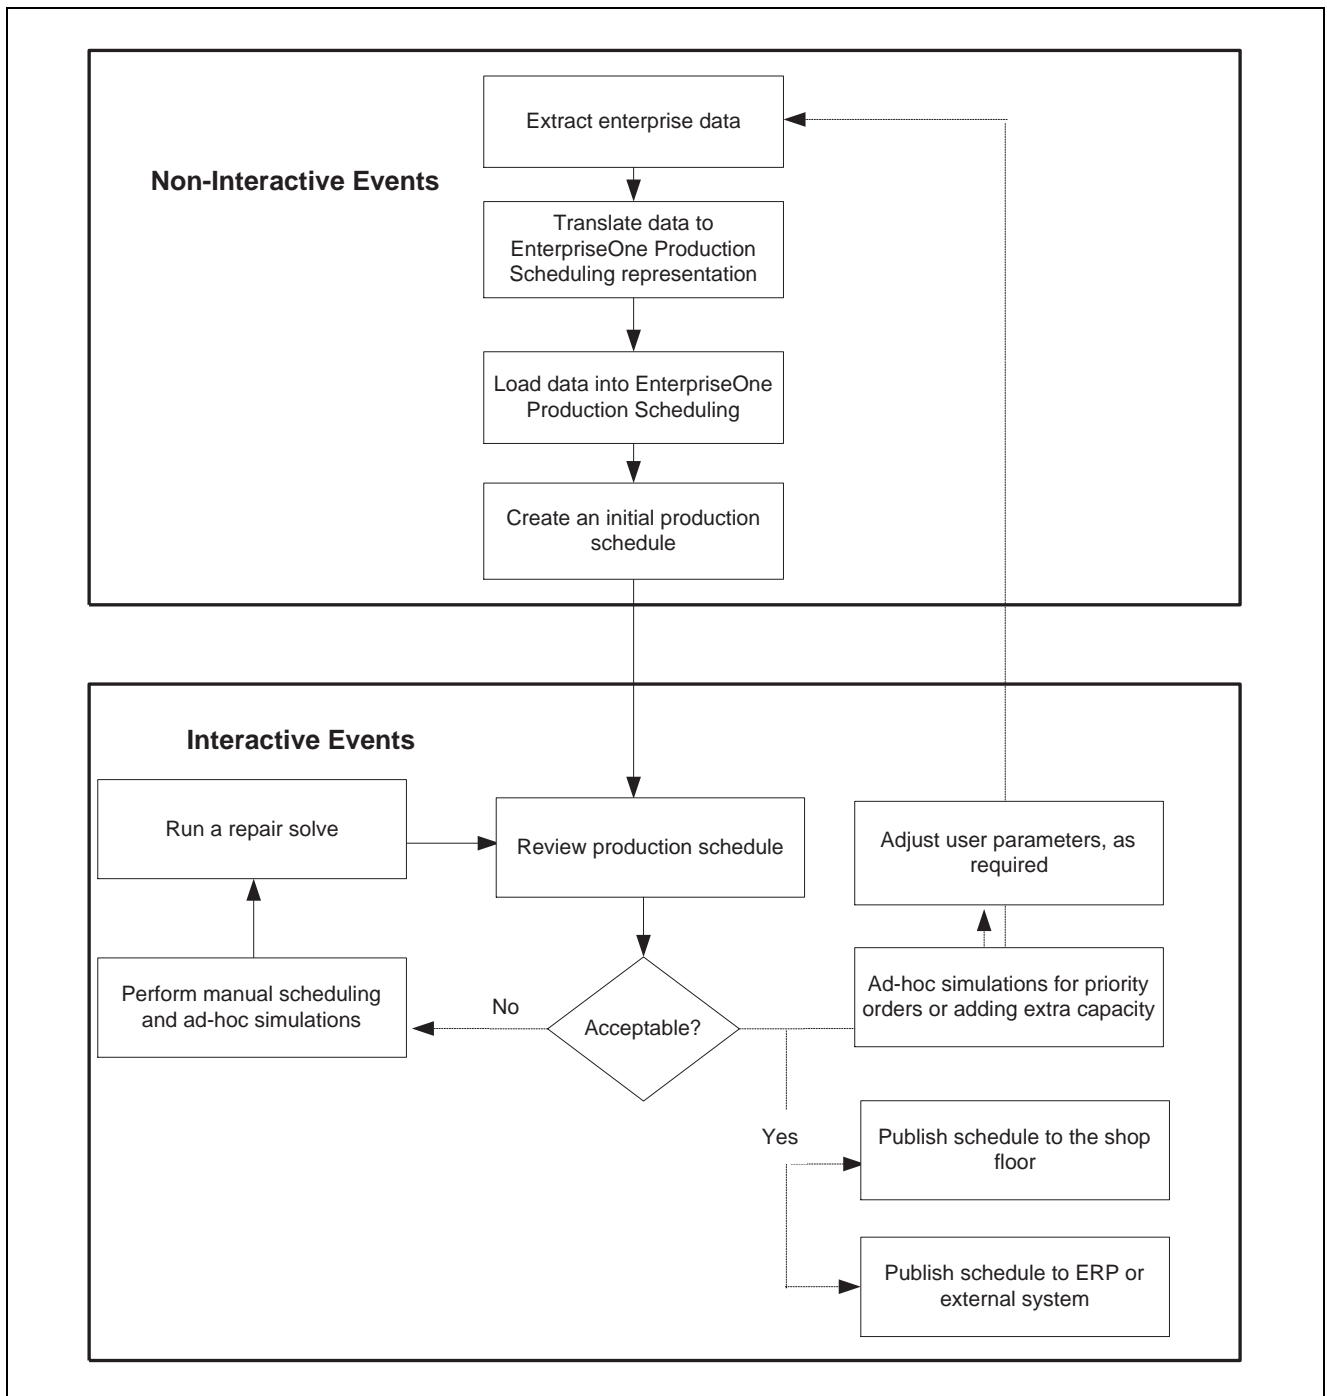 Extract enterprise data
Non-Interactive Events
Translate data to
EnterpriseOne Production
Scheduling representation
Load data into EnterpriseOne
Production Scheduling
Create an initial production
schedule
Interactive Events
Run a repair solve
Review production schedule
Adjust user parameters, as
required
Perform manual scheduling
and ad-hoc simulations
No
Acceptable?
Ad-hoc simulations for priority
orders or adding extra capacity
Yes
Publish schedule to the shop
floor
Publish schedule to ERP or
external system